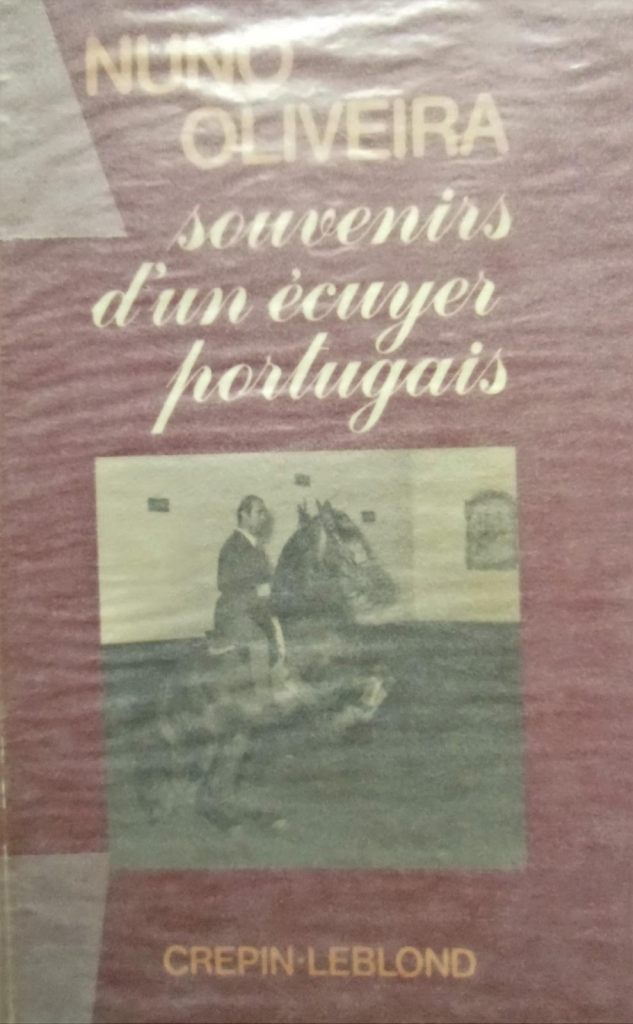 NUNO
OLIVEIRA
souvenirs
d'un écuyer
portugais
CREPIN·LEBLOND